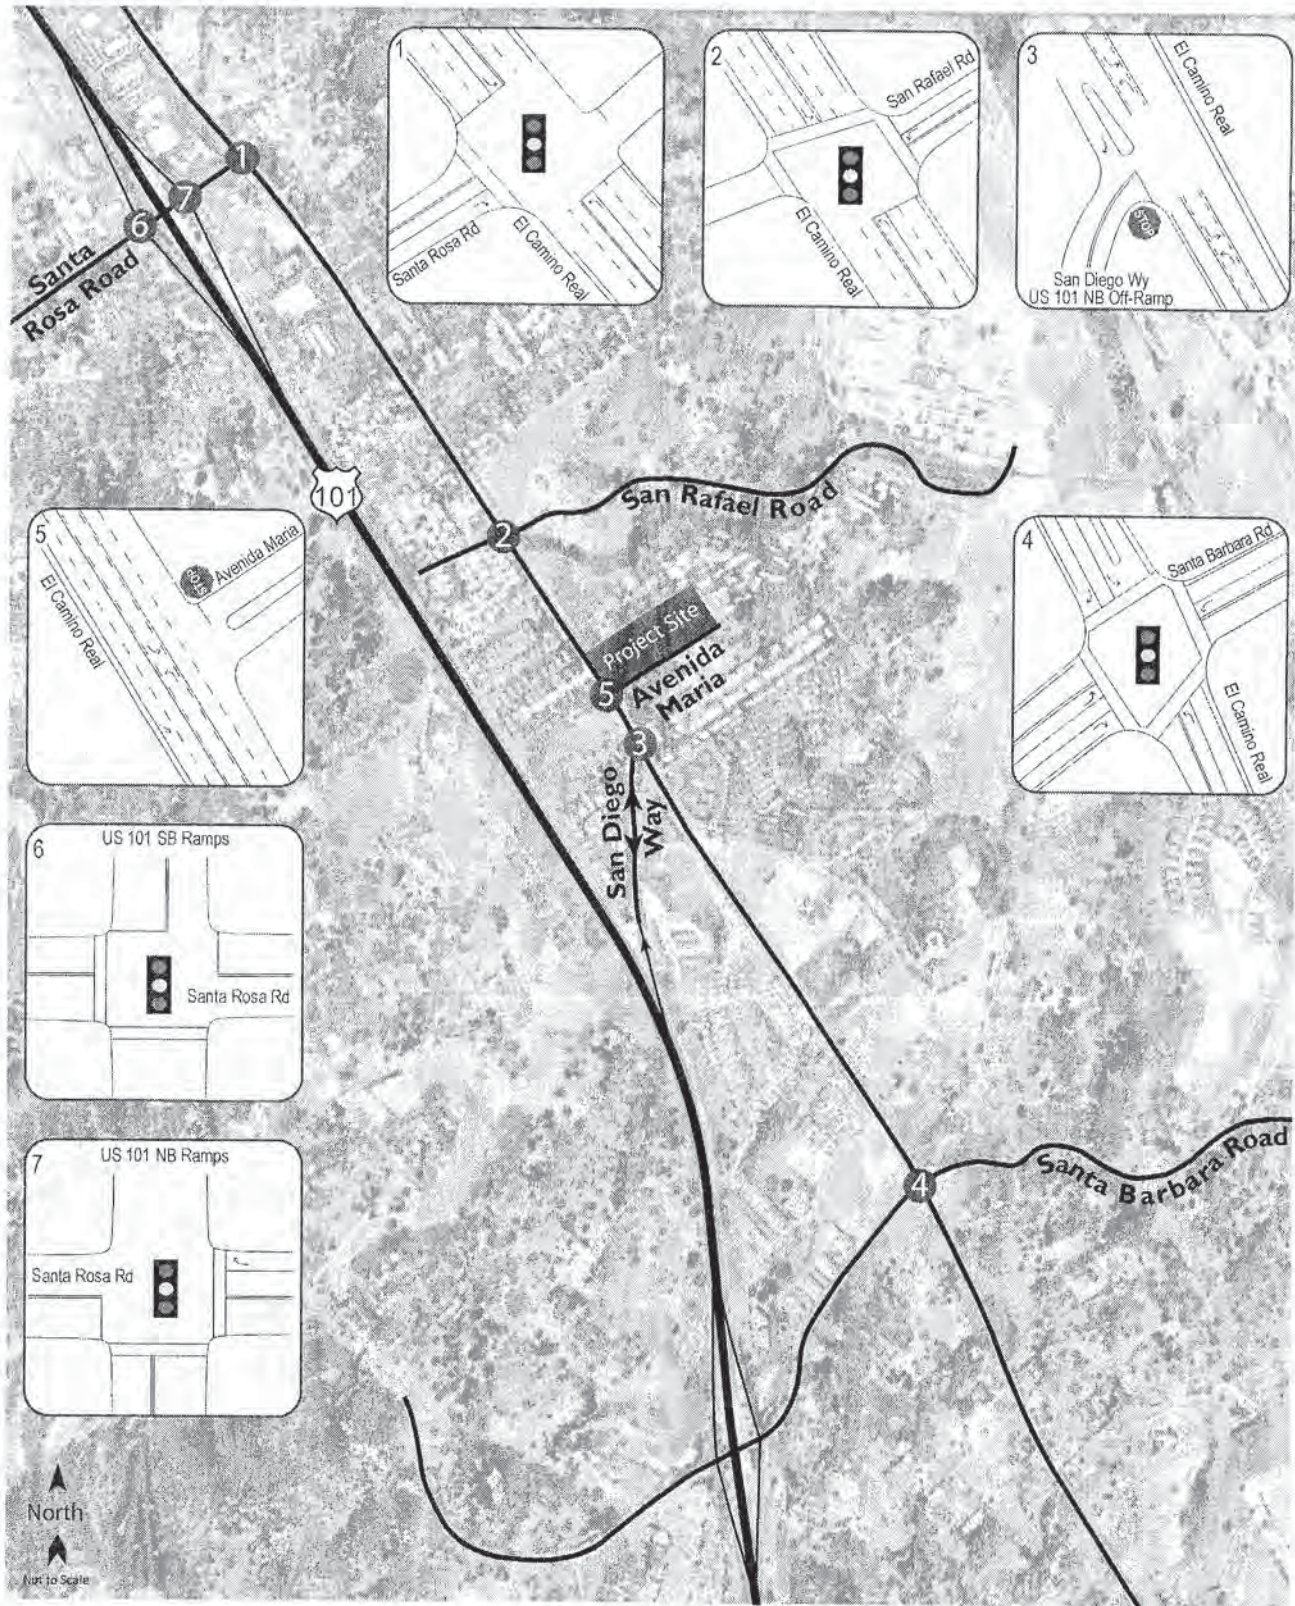 1
Santa Rosa Rd
El Camino Real
2
San Rafael Rd
El Camino Real
3
El Camino Real
STOP
San Diego Wy
US 101 NB Off-Ramp
1
7
6
Santa
Rosa Road
101
2
San Rafael Road
5
STOP
Avenida Maria
El Camino Real
4
Santa Barbara Rd
El Camino Real
Project Site
Avenida
Maria
5
3
San Diego
Way
6
US 101 SB Ramps
Santa Rosa Rd
7
US 101 NB Ramps
Santa Rosa Rd
4
Santa Barbara Road
North
Not to Scale